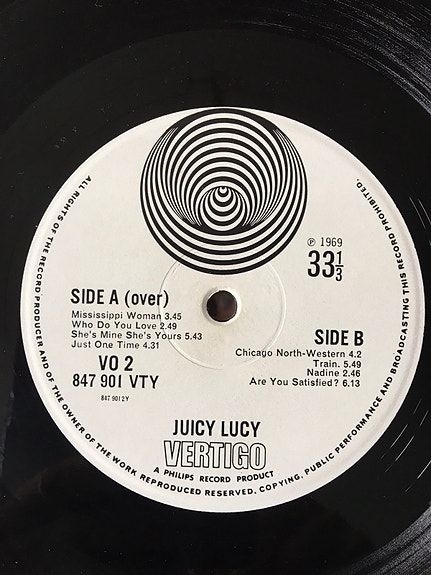 ALL RIGHTS OF THE RECORD PRODUCER AND OF THE OWNER OF THE WORK REPRODUCED RESERVED. COPYING, PUBLIC PERFORMANCE AND BROADCASTING THIS RECORD PROHIBITED.
℗ 1969
33 1/3
SIDE A (over)
Mississippi Woman 3.45
Who Do You Love 2.49
She's Mine She's Yours 5.43
Just One Time 4.31
VO 2
847 901 VTY
847 901 2Y
SIDE B
Chicago North-Western 4.2
Train. 5.49
Nadine 2.46
Are You Satisfied? 6.13
JUICY LUCY
VERTIGO
A PHILIPS RECORD PRODUCT